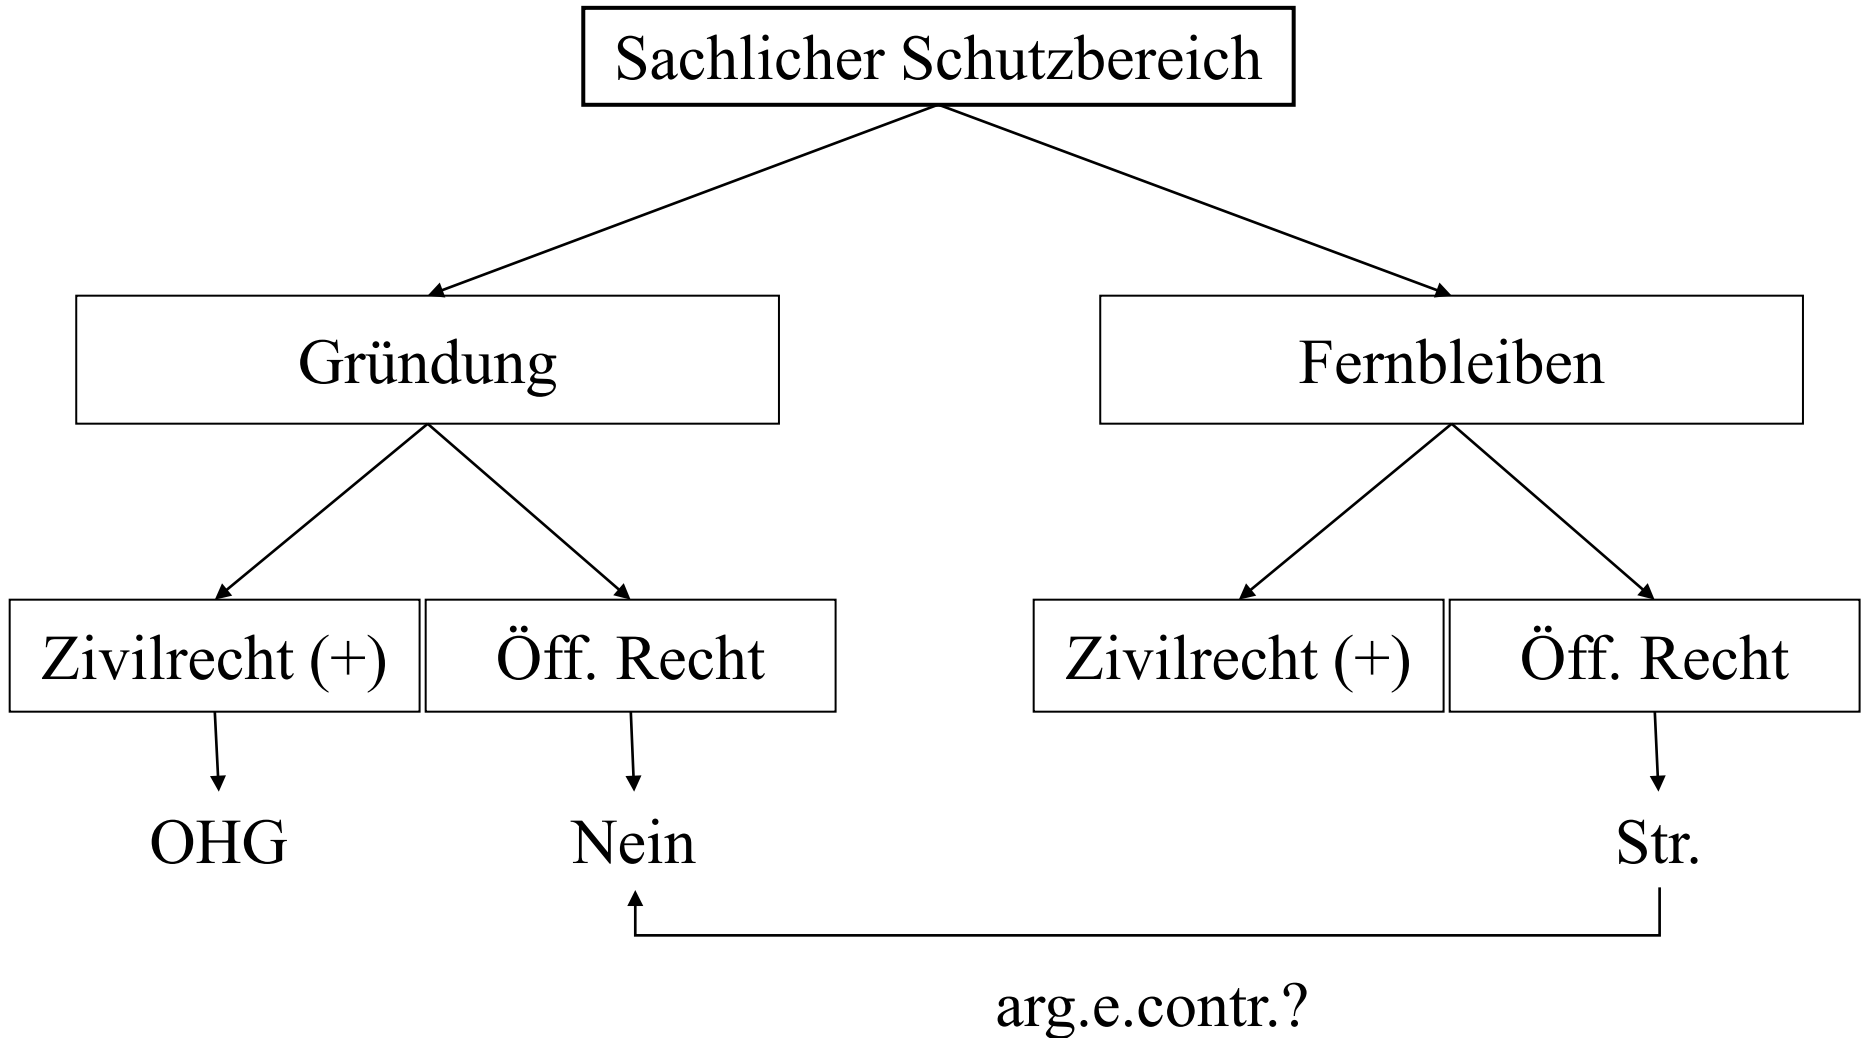 Sachlicher Schutzbereich
Gründung
Fernbleiben
Zivilrecht (+)
Öff. Recht
Zivilrecht (+)
Öff. Recht
OHG
Nein
Str.
arg.e.contr.?